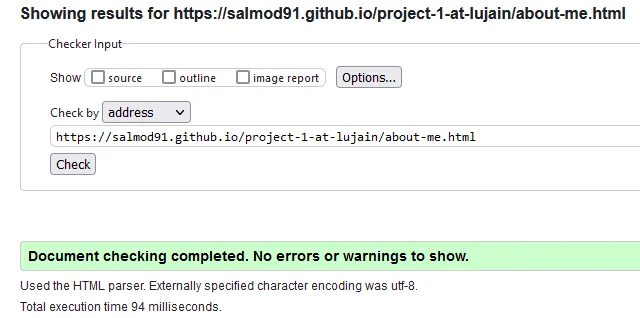 Showing results for https://salmod91.github.io/project-1-at-lujain/about-me.html
Checker Input
Show source outline image report Options...
Check by address
https://salmod91.github.io/project-1-at-lujain/about-me.html
Check
Document checking completed. No errors or warnings to show.
Used the HTML parser. Externally specified character encoding was utf-8.
Total execution time 94 milliseconds.